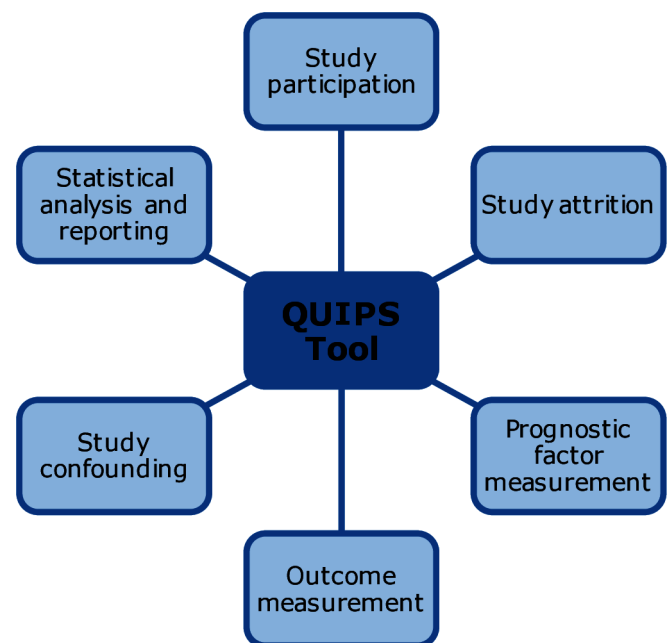 Study
participation
Statistical
analysis and
reporting
Study attrition
QUIPS
Tool
Study
confounding
Prognostic
factor
measurement
Outcome
measurement